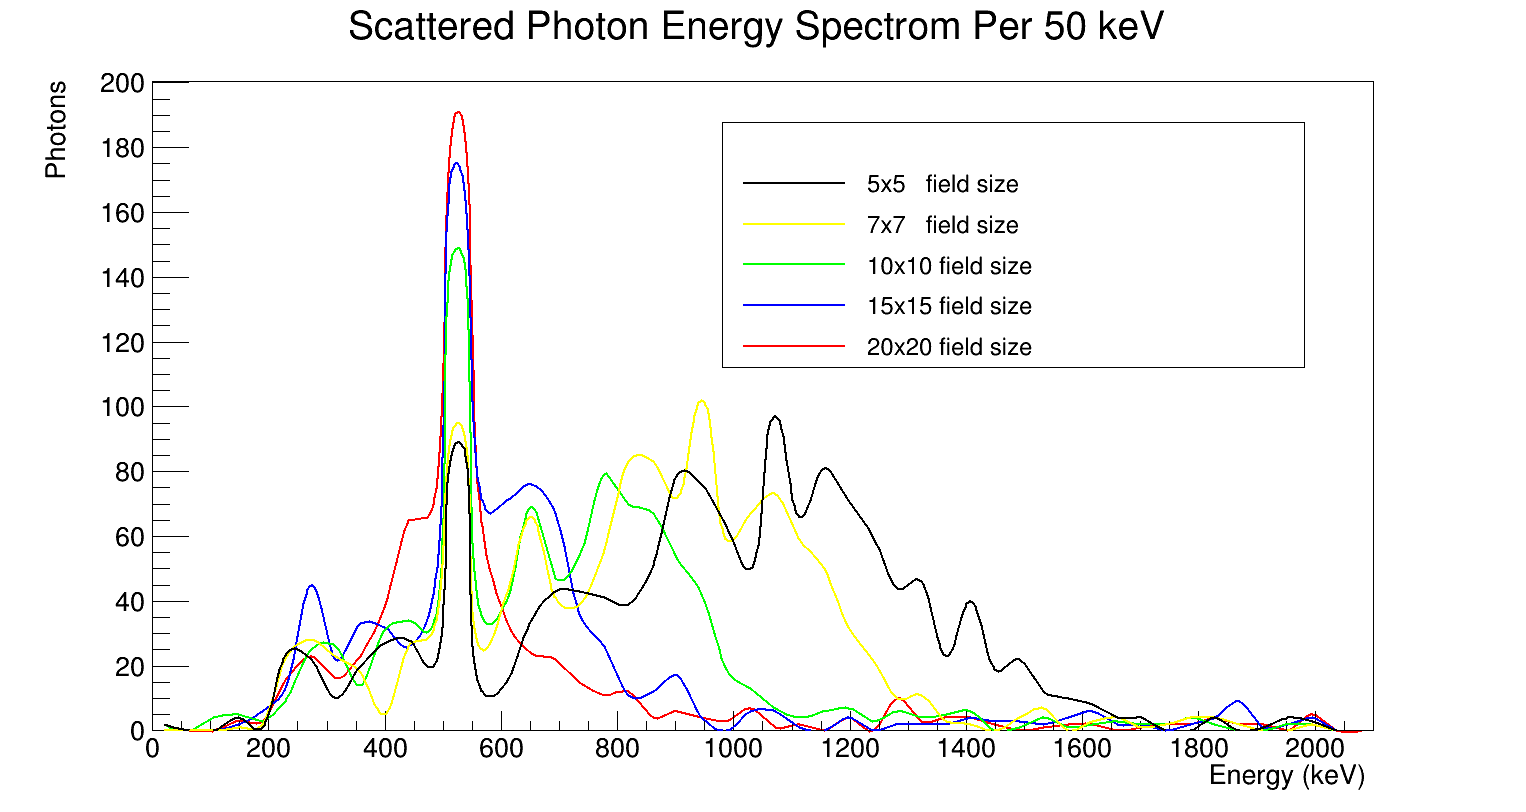 Scattered Photon Energy Spectrom Per 50 keV
Photons
200
180
160
140
120
100
80
60
40
20
0
5x5 field size
7x7 field size
10x10 field size
15x15 field size
20x20 field size
0 200 400 600 800 1000 1200 1400 1600 1800 2000
Energy (keV)